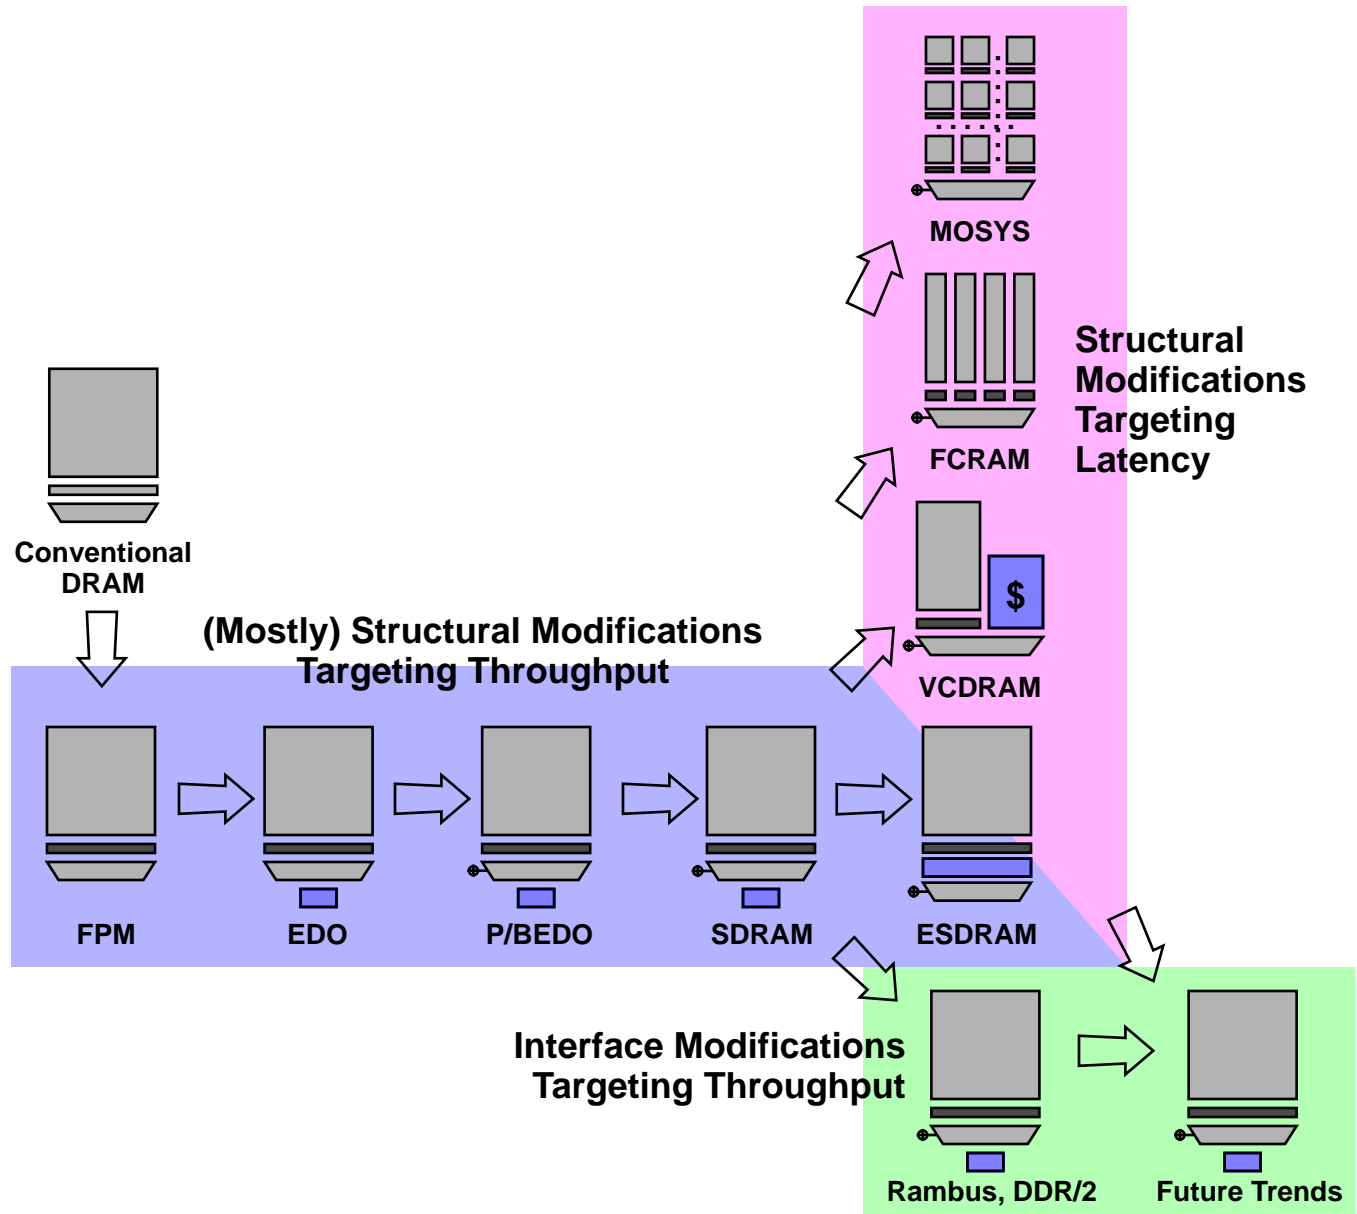 MOSYS
Structural
Modifications
Targeting
Latency
FCRAM
Conventional
DRAM
$
(Mostly) Structural Modifications
Targeting Throughput
VCDRAM
FPM
EDO
P/BEDO
SDRAM
ESDRAM
Interface Modifications
Targeting Throughput
Rambus, DDR/2
Future Trends